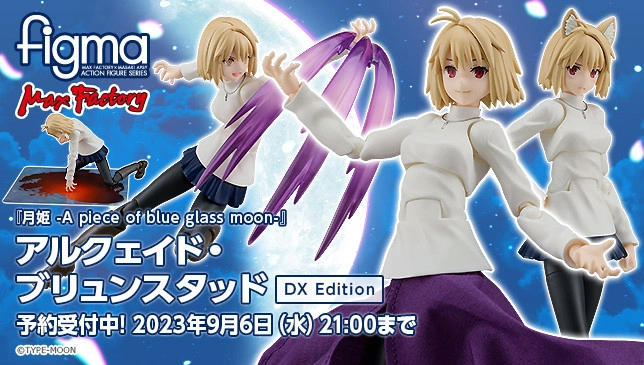 figma
MAX FACTORY × MASAKI APSY
ACTION FIGURE SERIES
Max Factory
『月姫 -A piece of blue glass moon-』
アルクェイド・
ブリュンスタッド DX Edition
予約受付中! 2023年9月6日(水)21:00まで
©TYPE-MOON